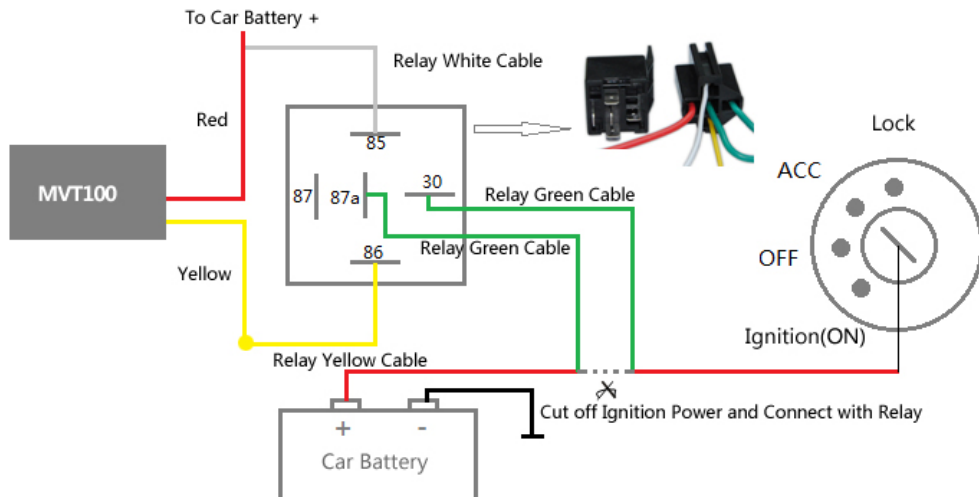 To Car Battery +
Relay White Cable
Red
85
Lock
MVT100
ACC
87
87a
30
Relay Green Cable
Relay Green Cable
86
OFF
Yellow
Ignition(ON)
Relay Yellow Cable
Cut off Ignition Power and Connect with Relay
+ -
Car Battery